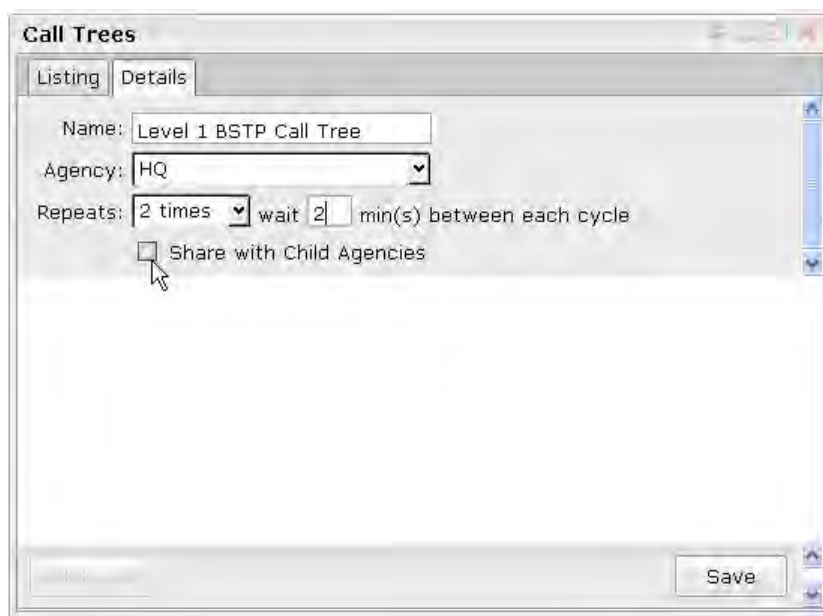 Call Trees
Listing Details
Name: Level 1 BSTP Call Tree
Agency: HQ
Repeats: 2 times wait 2 min(s) between each cycle
Share with Child Agencies
Save